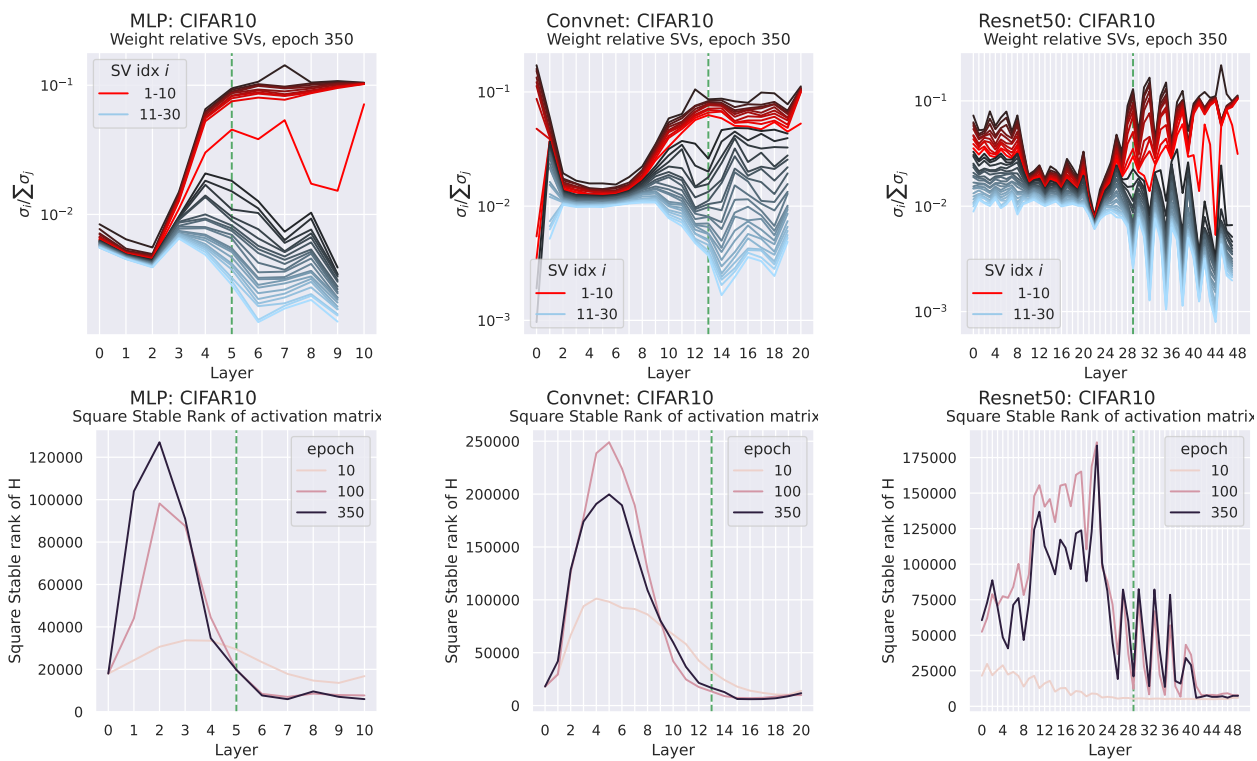 MLP: CIFAR10
Weight relative SVs, epoch 350
SV idx i
1-10
11-30
10⁻¹
10⁻²
σᵢ/∑σⱼ
0 1 2 3 4 5 6 7 8 9 10
Layer
Convnet: CIFAR10
Weight relative SVs, epoch 350
10⁻¹
10⁻²
10⁻³
σᵢ/∑σⱼ
SV idx i
1-10
11-30
0 2 4 6 8 10 12 14 16 18 20
Layer
Resnet50: CIFAR10
Weight relative SVs, epoch 350
10⁻¹
10⁻²
10⁻³
σᵢ/∑σⱼ
SV idx i
1-10
11-30
0 4 8 12 16 20 24 28 32 36 40 44 48
Layer
MLP: CIFAR10
Square Stable Rank of activation matrix
epoch
10
100
350
120000
100000
80000
60000
40000
20000
0
Square Stable rank of H
0 1 2 3 4 5 6 7 8 9 10
Layer
Convnet: CIFAR10
Square Stable Rank of activation matrix
epoch
10
100
350
250000
200000
150000
100000
50000
0
Square Stable rank of H
0 2 4 6 8 10 12 14 16 18 20
Layer
Resnet50: CIFAR10
Square Stable Rank of activation matrix
epoch
10
100
350
175000
150000
125000
100000
75000
50000
25000
0
Square Stable rank of H
0 4 8 12 16 20 24 28 32 36 40 44 48
Layer